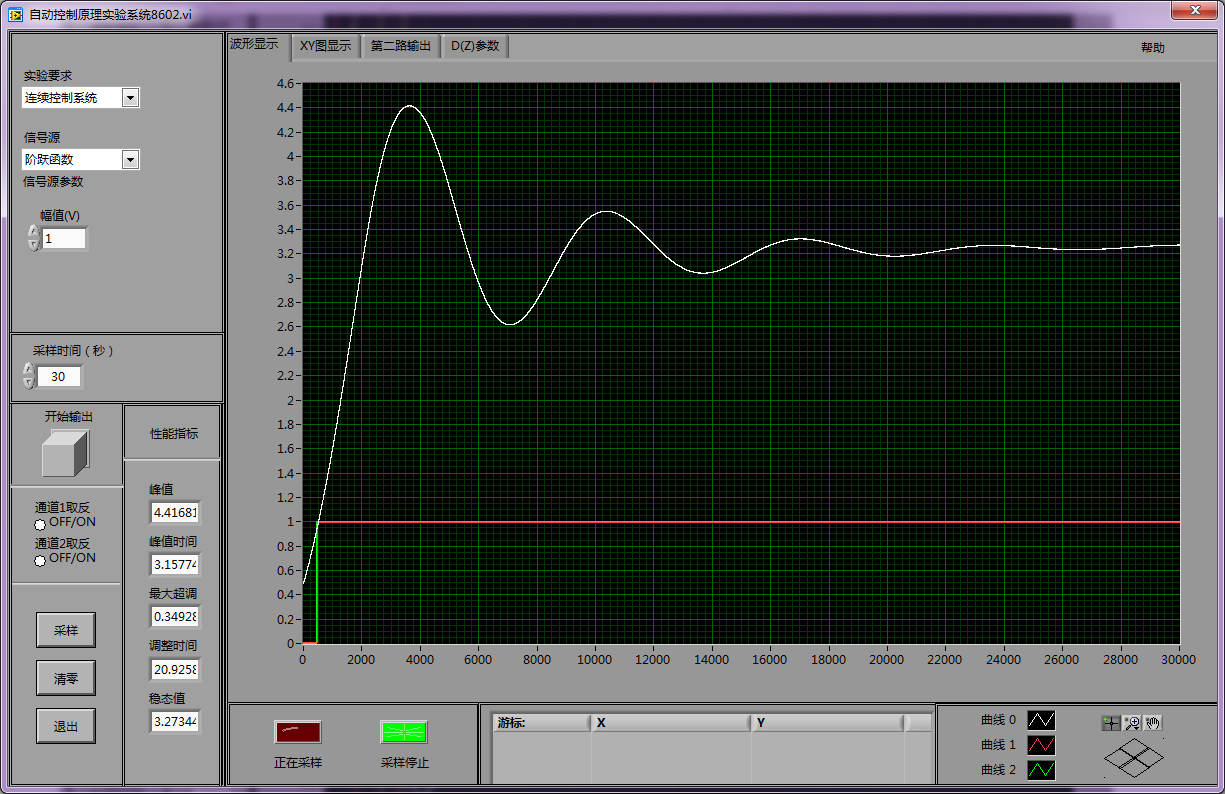 自动控制原理实验系统8602.vi
波形显示 XY图显示 第二路输出 D(Z)参数 帮助
实验要求
连续控制系统
信号源
阶跃函数
信号源参数
幅值(V)
1
采样时间（秒）
30
开始输出
通道1取反
OFF/ON
通道2取反
OFF/ON
采样
清零
退出
性能指标
峰值
4.41681
峰值时间
3.15774
最大超调
0.34928
调整时间
20.9258
稳态值
3.27344
4.6
4.4
4.2
4
3.8
3.6
3.4
3.2
3
2.8
2.6
2.4
2.2
2
1.8
1.6
1.4
1.2
1
0.8
0.6
0.4
0.2
0
0 2000 4000 6000 8000 10000 12000 14000 16000 18000 20000 22000 24000 26000 28000 30000
正在采样 采样停止
游标: X Y
曲线 0
曲线 1
曲线 2